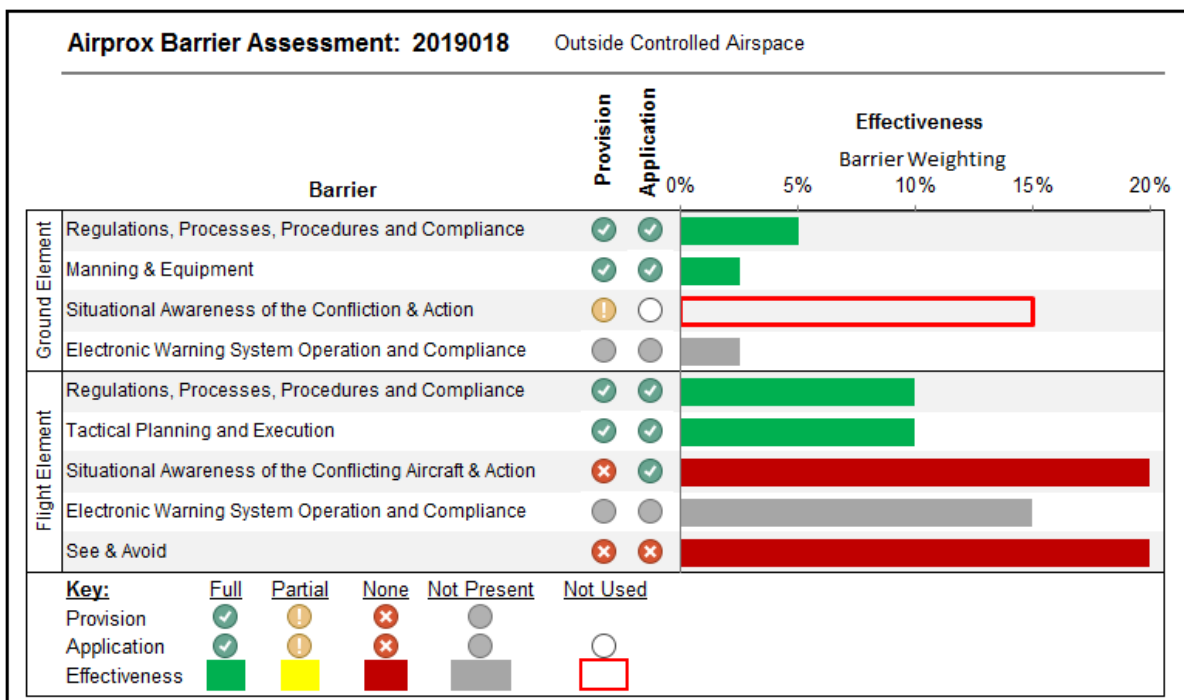 Airprox Barrier Assessment: 2019018 Outside Controlled Airspace
Barrier Provision Application Effectiveness
Barrier Weighting
0% 5% 10% 15% 20%
Ground Element
Regulations, Processes, Procedures and Compliance
Manning & Equipment
Situational Awareness of the Confliction & Action
Electronic Warning System Operation and Compliance
Flight Element
Regulations, Processes, Procedures and Compliance
Tactical Planning and Execution
Situational Awareness of the Conflicting Aircraft & Action
Electronic Warning System Operation and Compliance
See & Avoid
Key: Full Partial None Not Present Not Used
Provision
Application
Effectiveness